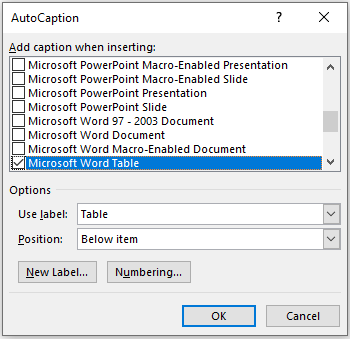 AutoCaption
Add caption when inserting:
Microsoft PowerPoint Macro-Enabled Presentation
Microsoft PowerPoint Macro-Enabled Slide
Microsoft PowerPoint Presentation
Microsoft PowerPoint Slide
Microsoft Word 97 - 2003 Document
Microsoft Word Document
Microsoft Word Macro-Enabled Document
Microsoft Word Table
Options
Use label: Table
Position: Below item
New Label... Numbering...
OK Cancel